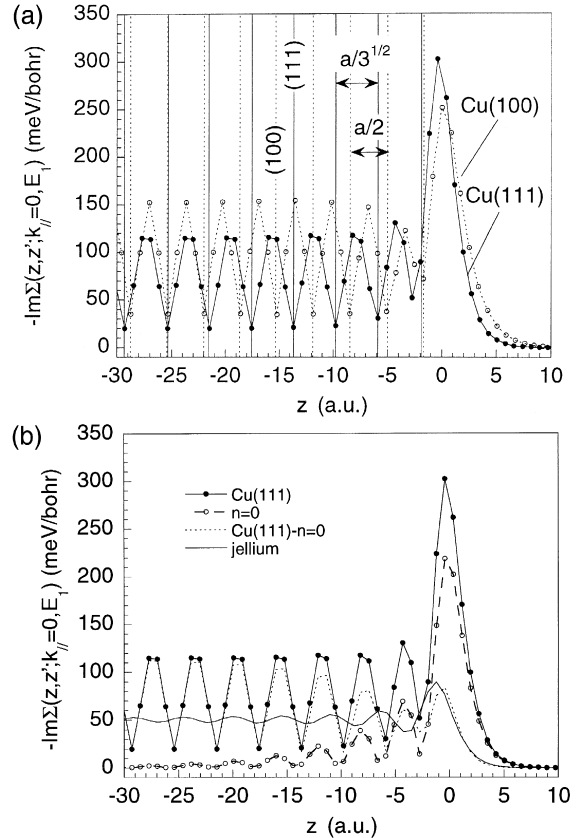 (a)
350
300
250
200
150
100
50
0
-ImΣ(z,z';k//=0,E1) (meV/bohr)
(100)
(111)
a/3^1/2
a/2
Cu(100)
Cu(111)
-30 -25 -20 -15 -10 -5 0 5 10
z (a.u.)
(b)
350
300
250
200
150
100
50
0
-ImΣ(z,z';k//=0,E1) (meV/bohr)
Cu(111)
n=0
Cu(111)-n=0
jellium
-30 -25 -20 -15 -10 -5 0 5 10
z (a.u.)